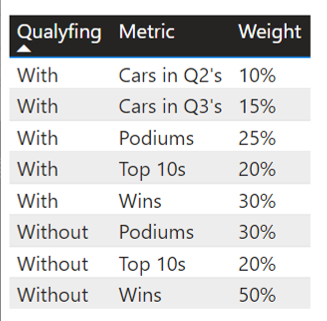 Qualyfing Metric Weight
With Cars in Q2's 10%
With Cars in Q3's 15%
With Podiums 25%
With Top 10s 20%
With Wins 30%
Without Podiums 30%
Without Top 10s 20%
Without Wins 50%